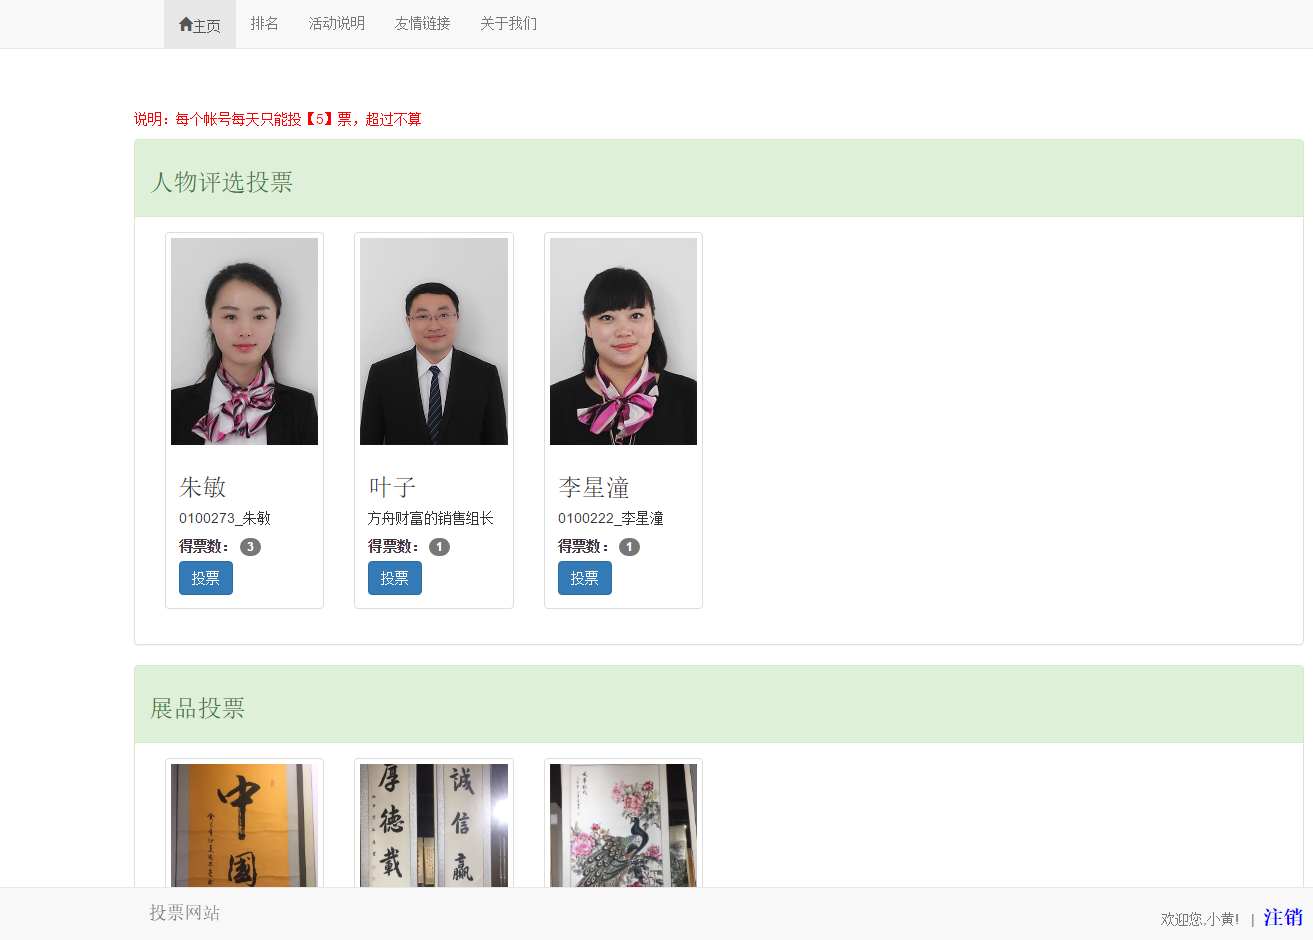 主页 排名 活动说明 友情链接 关于我们
说明：每个帐号每天只能投【5】票，超过不算
人物评选投票
朱敏
0100273_朱敏
得票数： 3
投票
叶子
方舟财富的销售组长
得票数： 1
投票
李星潼
0100222_李星潼
得票数： 1
投票
展品投票
中
國
厚
德
載
誠
信
贏
投票网站
欢迎您,小黄! | 注销